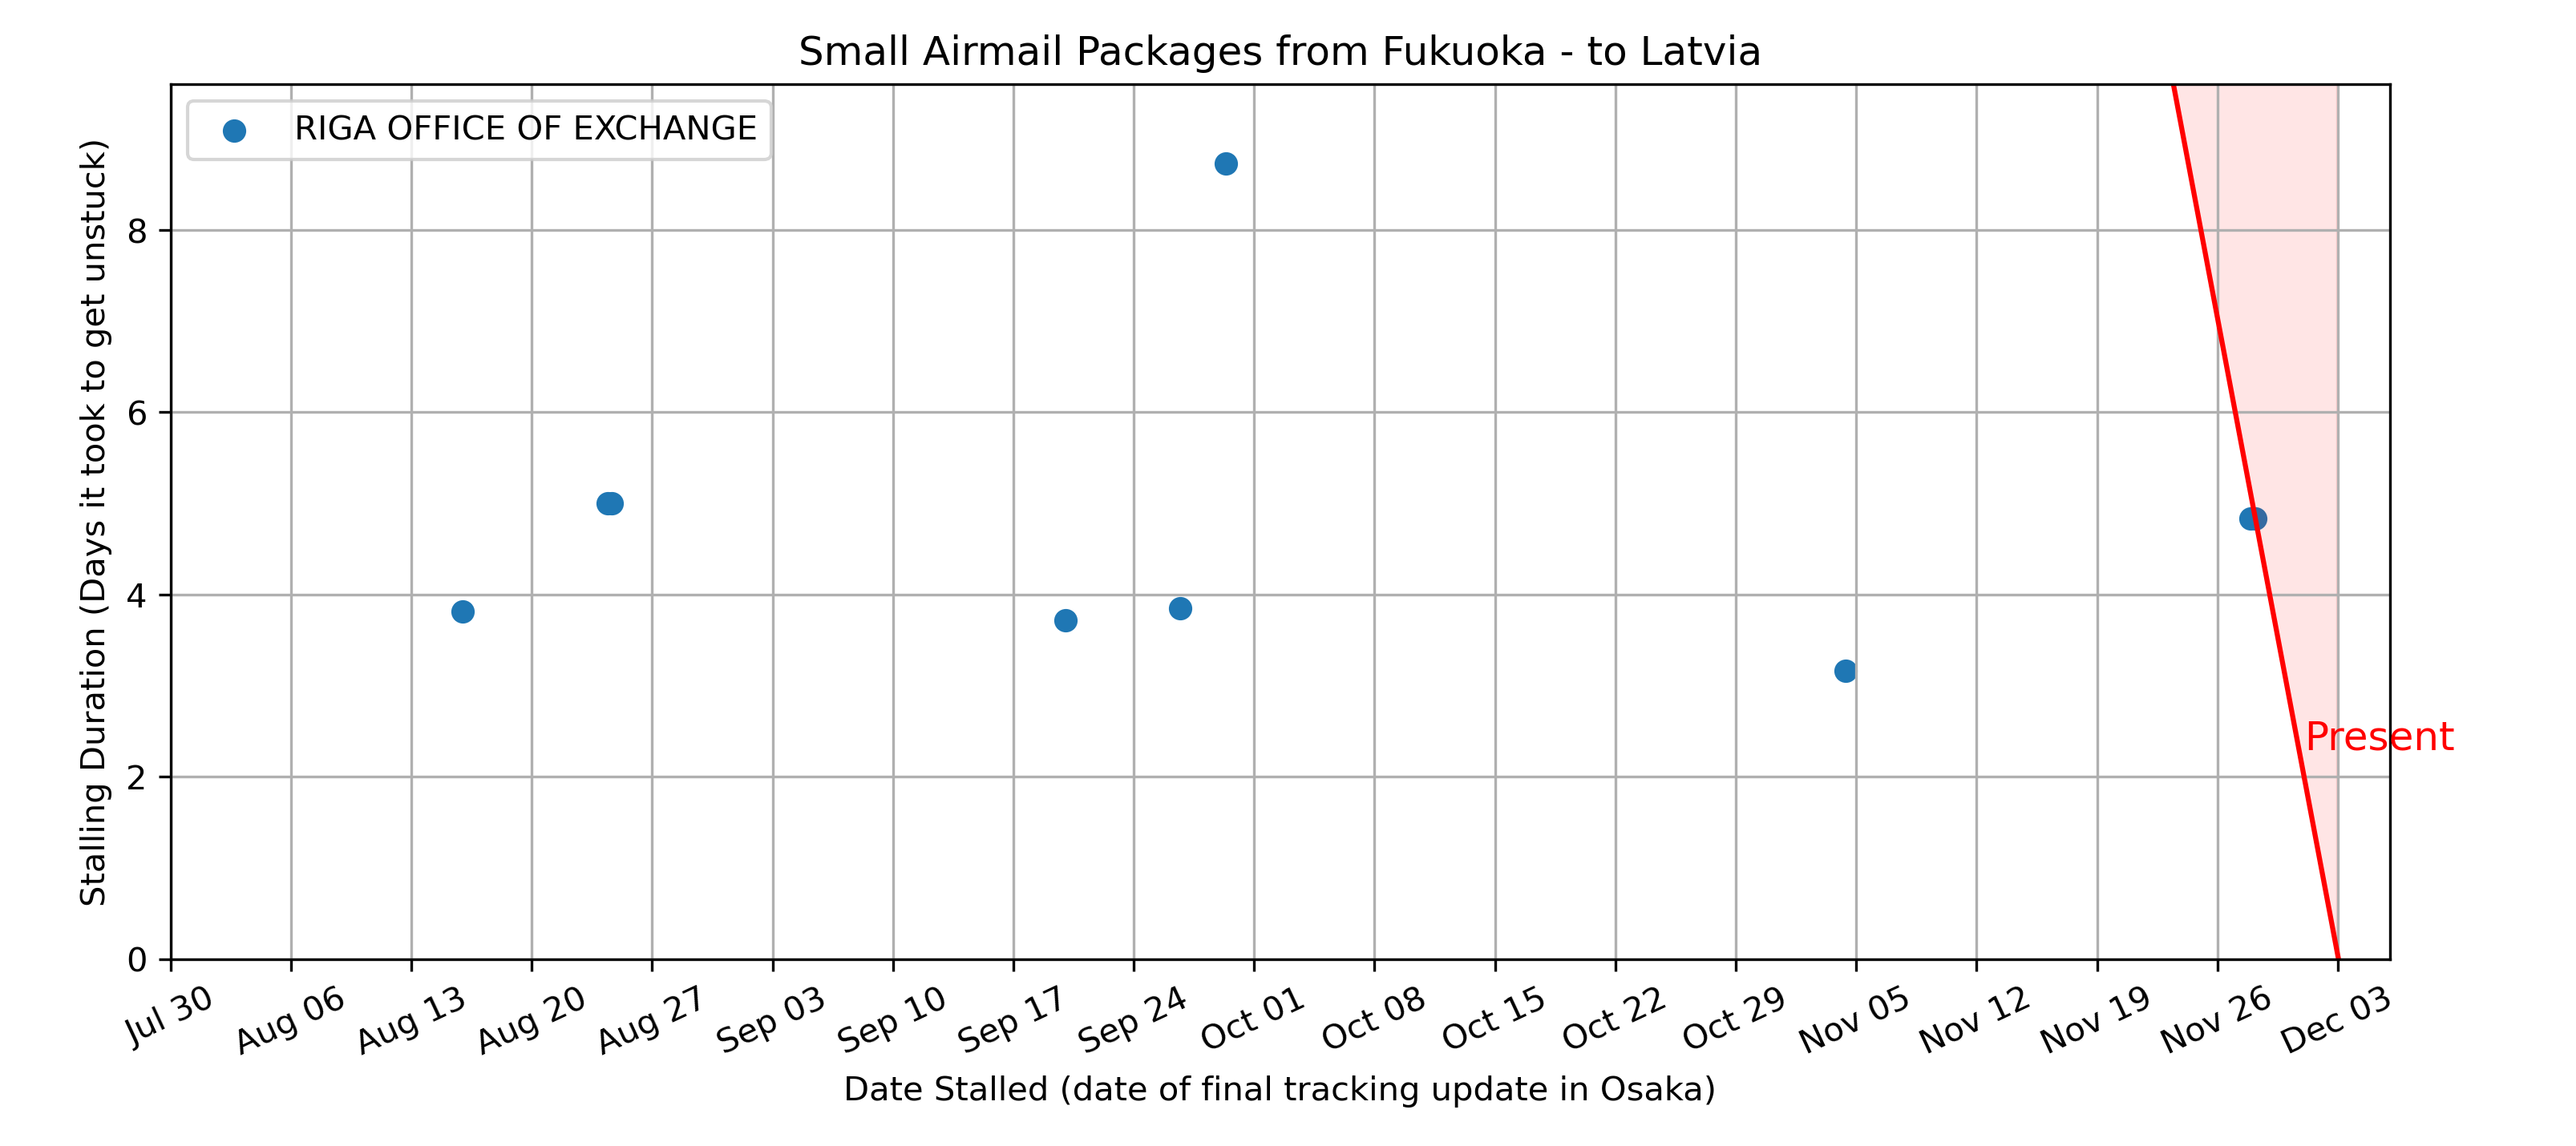 Small Airmail Packages from Fukuoka - to Latvia
RIGA OFFICE OF EXCHANGE
Stalling Duration (Days it took to get unstuck)
8
6
4
2
0
Present
Jul 30
Aug 06
Aug 13
Aug 20
Aug 27
Sep 03
Sep 10
Sep 17
Sep 24
Oct 01
Oct 08
Oct 15
Oct 22
Oct 29
Nov 05
Nov 12
Nov 19
Nov 26
Dec 03
Date Stalled (date of final tracking update in Osaka)